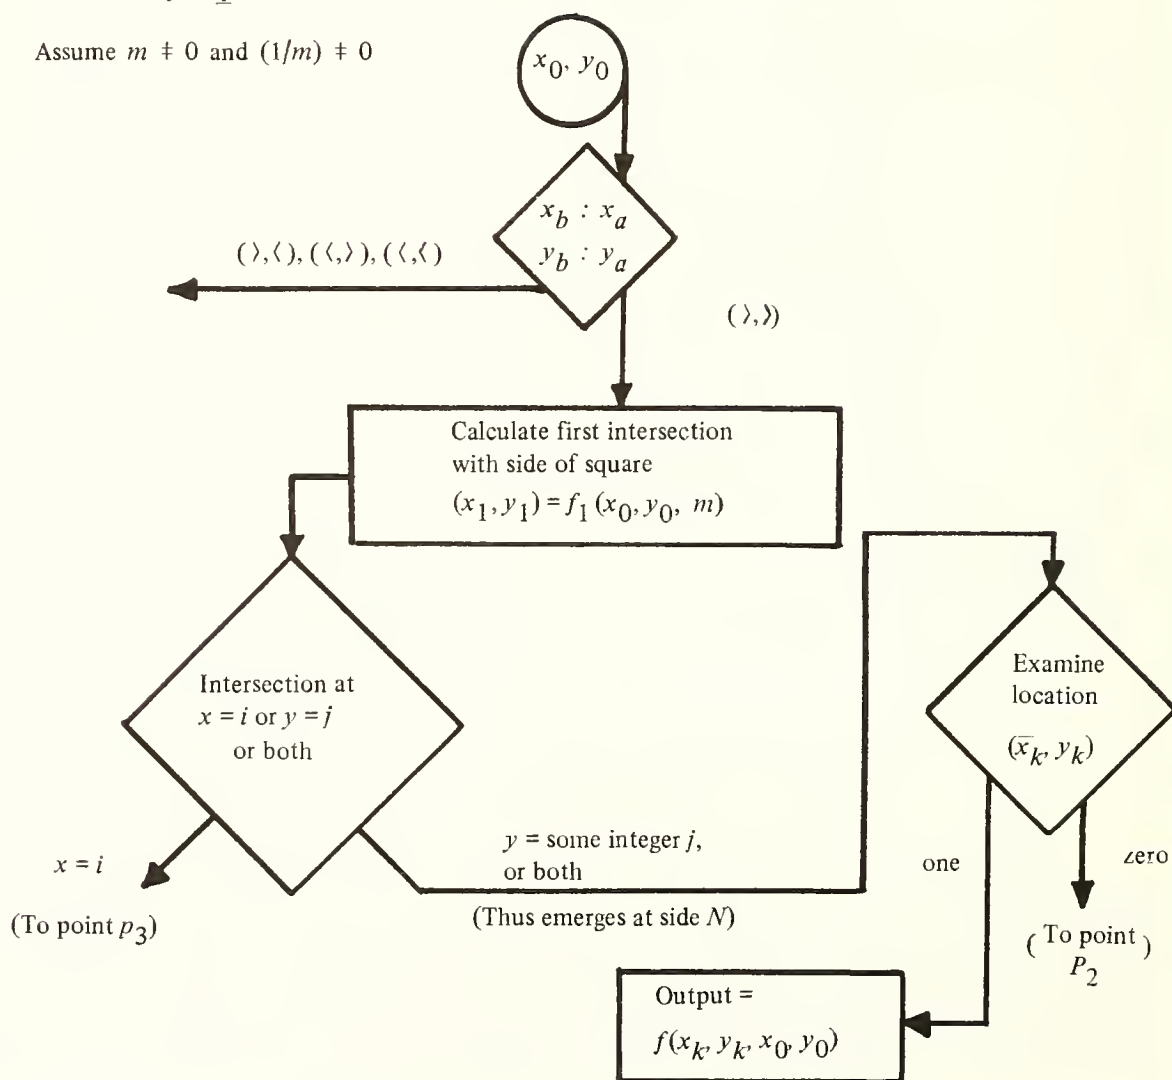 Assume m ‡ 0 and (1/m) ‡ 0
x0, y0
xb : xa
yb : ya
(⟩,⟨), (⟨,⟩), (⟨,⟨)
(⟩,⟩)
Calculate first intersection
with side of square
(x1, y1) = f1 (x0, y0, m)
Intersection at
x = i or y = j
or both
Examine
location
(x̅k, yk)
x = i
(To point p3)
y = some integer j,
or both
(Thus emerges at side N)
one
zero
(To point)
P2
Output =
f(xk, yk, x0, y0)